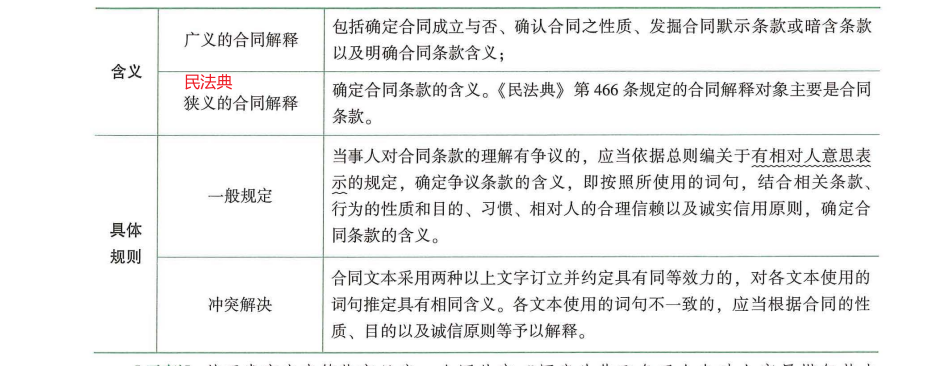 广义的合同解释
包括确定合同成立与否、确认合同之性质、发掘合同默示条款或暗含条款
以及明确合同条款含义；
含义
民法典
狭义的合同解释
确定合同条款的含义。《民法典》第 466 条规定的合同解释对象主要是合同
条款。
具体
规则
一般规定
当事人对合同条款的理解有争议的，应当依据总则编关于有相对人意思表
示的规定，确定争议条款的含义，即按照所使用的词句，结合相关条款、
行为的性质和目的、习惯、相对人的合理信赖以及诚实信用原则，确定合
同条款的含义。
冲突解决
合同文本采用两种以上文字订立并约定具有同等效力的，对各文本使用的
词句推定具有相同含义。各文本使用的词句不一致的，应当根据合同的性
质、目的以及诚信原则等予以解释。